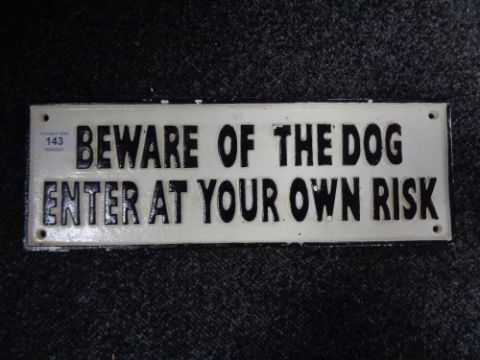 143
BEWARE OF THE DOG
ENTER AT YOUR OWN RISK